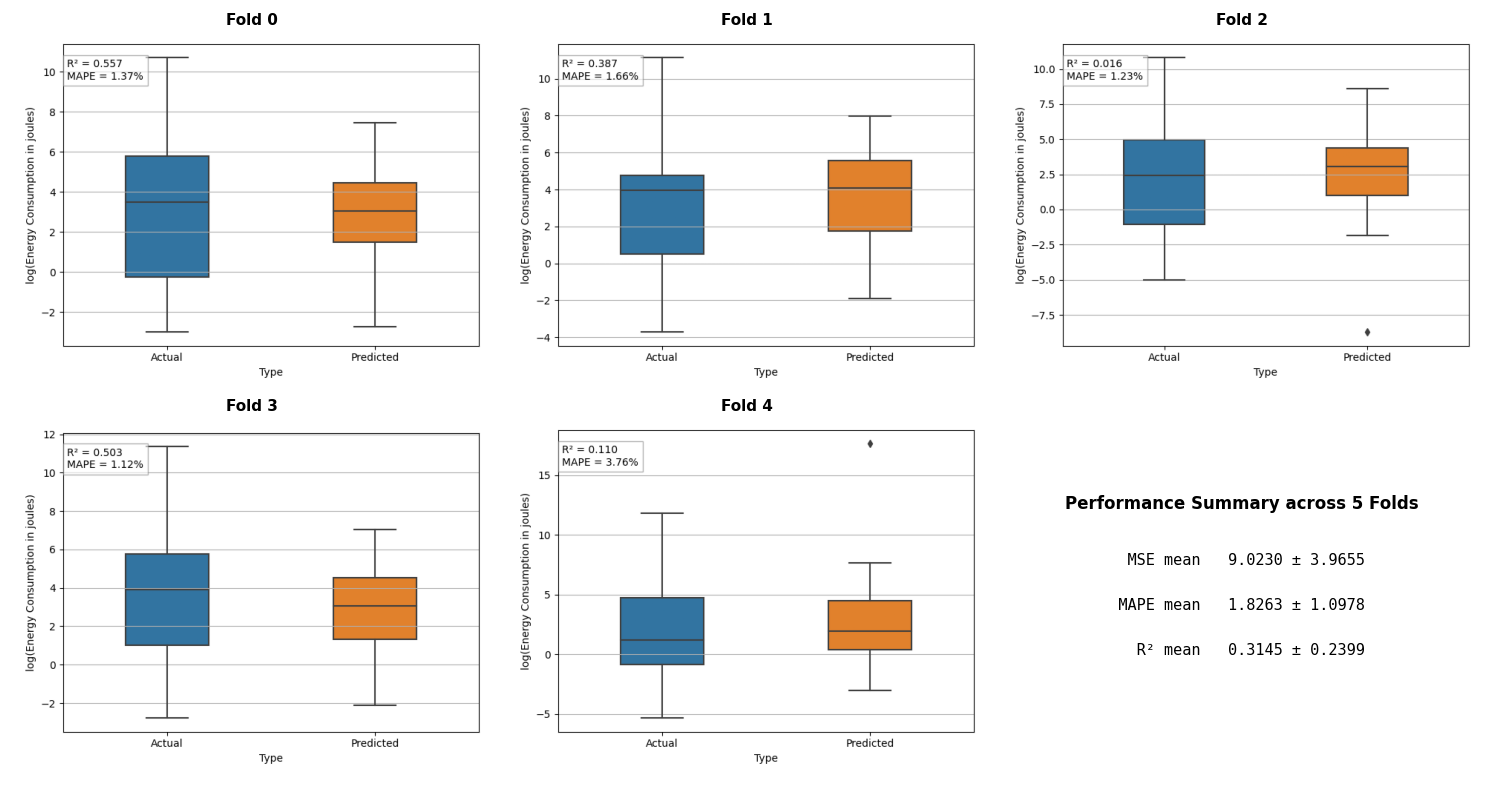 Fold 0
R² = 0.557
MAPE = 1.37%
10
8
6
4
2
0
−2
log(Energy Consumption in joules)
Actual
Predicted
Type
Fold 1
R² = 0.387
MAPE = 1.66%
10
8
6
4
2
0
−2
−4
log(Energy Consumption in joules)
Actual
Predicted
Type
Fold 2
R² = 0.016
MAPE = 1.23%
10.0
7.5
5.0
2.5
0.0
−2.5
−5.0
−7.5
log(Energy Consumption in joules)
Actual
Predicted
Type
Fold 3
R² = 0.503
MAPE = 1.12%
12
10
8
6
4
2
0
−2
log(Energy Consumption in joules)
Actual
Predicted
Type
Fold 4
R² = 0.110
MAPE = 3.76%
15
10
5
0
−5
log(Energy Consumption in joules)
Actual
Predicted
Type
Performance Summary across 5 Folds
MSE mean 9.0230 ± 3.9655
MAPE mean 1.8263 ± 1.0978
R² mean 0.3145 ± 0.2399